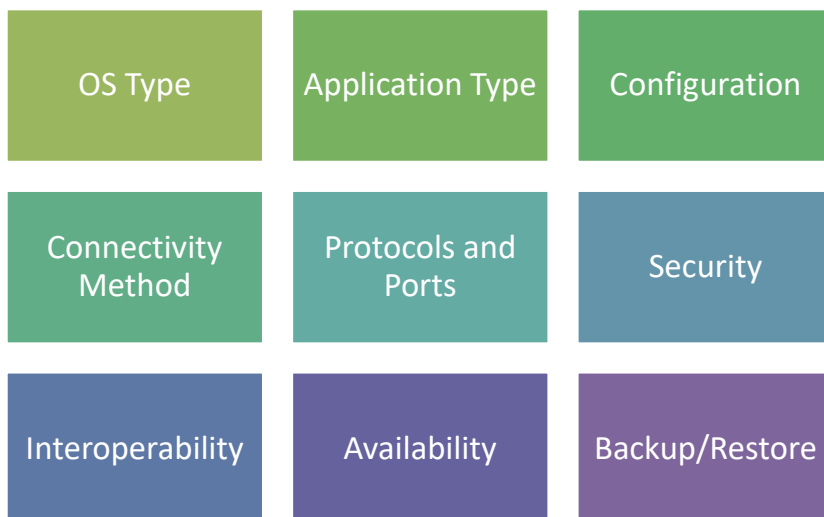 OS Type
Application Type
Configuration
Connectivity
Method
Protocols and
Ports
Security
Interoperability
Availability
Backup/Restore